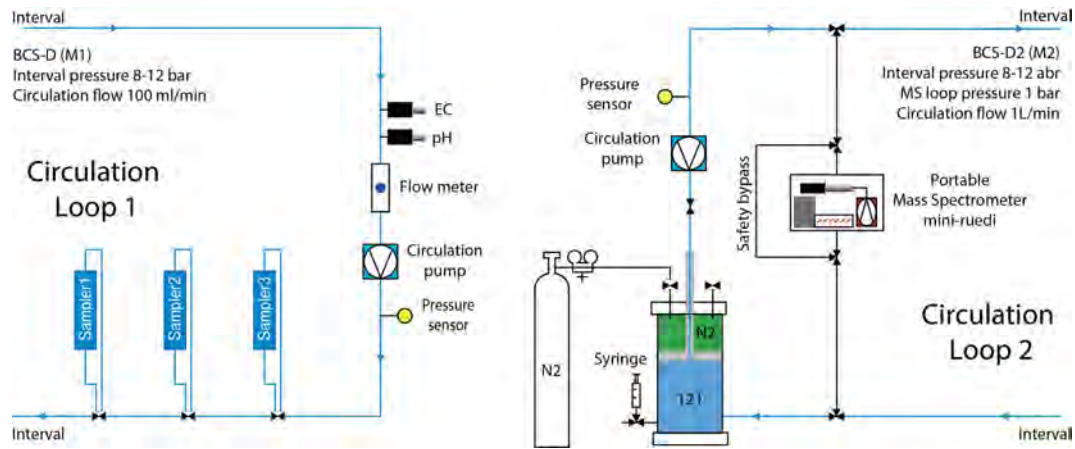 Interval
BCS-D (M1)
Interval pressure 8-12 bar
Circulation flow 100 ml/min
EC
pH
Circulation
Loop 1
Flow meter
Circulation
pump
Sampler1
Sampler2
Sampler3
Pressure
sensor
Interval
Interval
BCS-D2 (M2)
Interval pressure 8-12 abr
MS loop pressure 1 bar
Circulation flow 1L/min
Pressure
sensor
Circulation
pump
Safety bypass
Portable
Mass Spectrometer
mini-ruedi
N2
N2
Syringe
12 l
Circulation
Loop 2
Interval